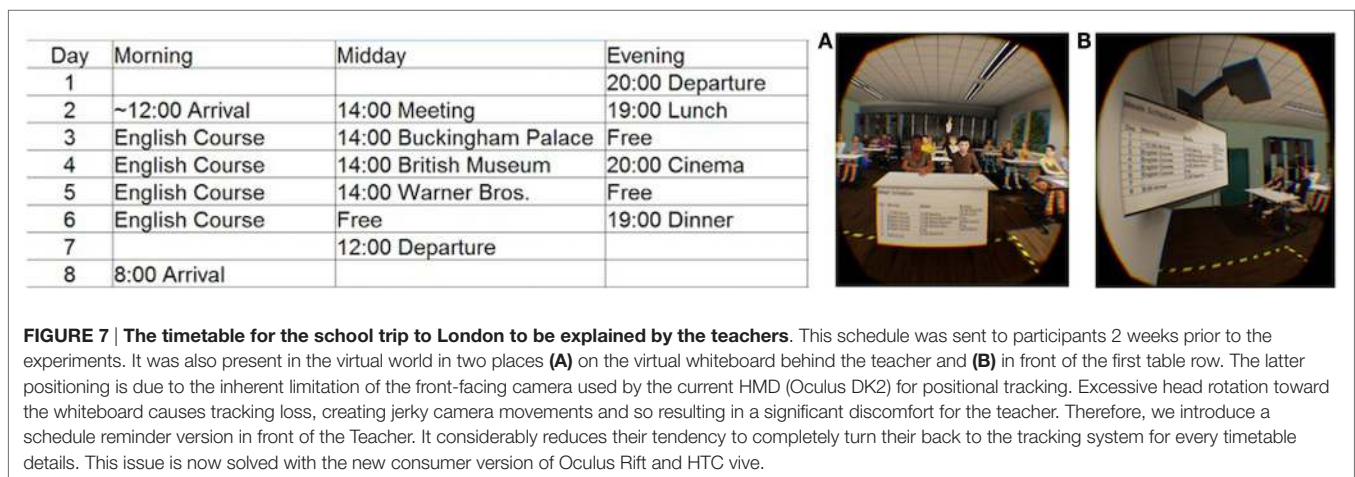 Day Morning Midday Evening
1 20:00 Departure
2 ~12:00 Arrival 14:00 Meeting 19:00 Lunch
3 English Course 14:00 Buckingham Palace Free
4 English Course 14:00 British Museum 20:00 Cinema
5 English Course 14:00 Warner Bros. Free
6 English Course Free 19:00 Dinner
7 12:00 Departure
8 8:00 Arrival
A
B
FIGURE 7 | The timetable for the school trip to London to be explained by the teachers. This schedule was sent to participants 2 weeks prior to the
experiments. It was also present in the virtual world in two places (A) on the virtual whiteboard behind the teacher and (B) in front of the first table row. The latter
positioning is due to the inherent limitation of the front-facing camera used by the current HMD (Oculus DK2) for positional tracking. Excessive head rotation toward
the whiteboard causes tracking loss, creating jerky camera movements and so resulting in a significant discomfort for the teacher. Therefore, we introduce a
schedule reminder version in front of the Teacher. It considerably reduces their tendency to completely turn their back to the tracking system for every timetable
details. This issue is now solved with the new consumer version of Oculus Rift and HTC vive.